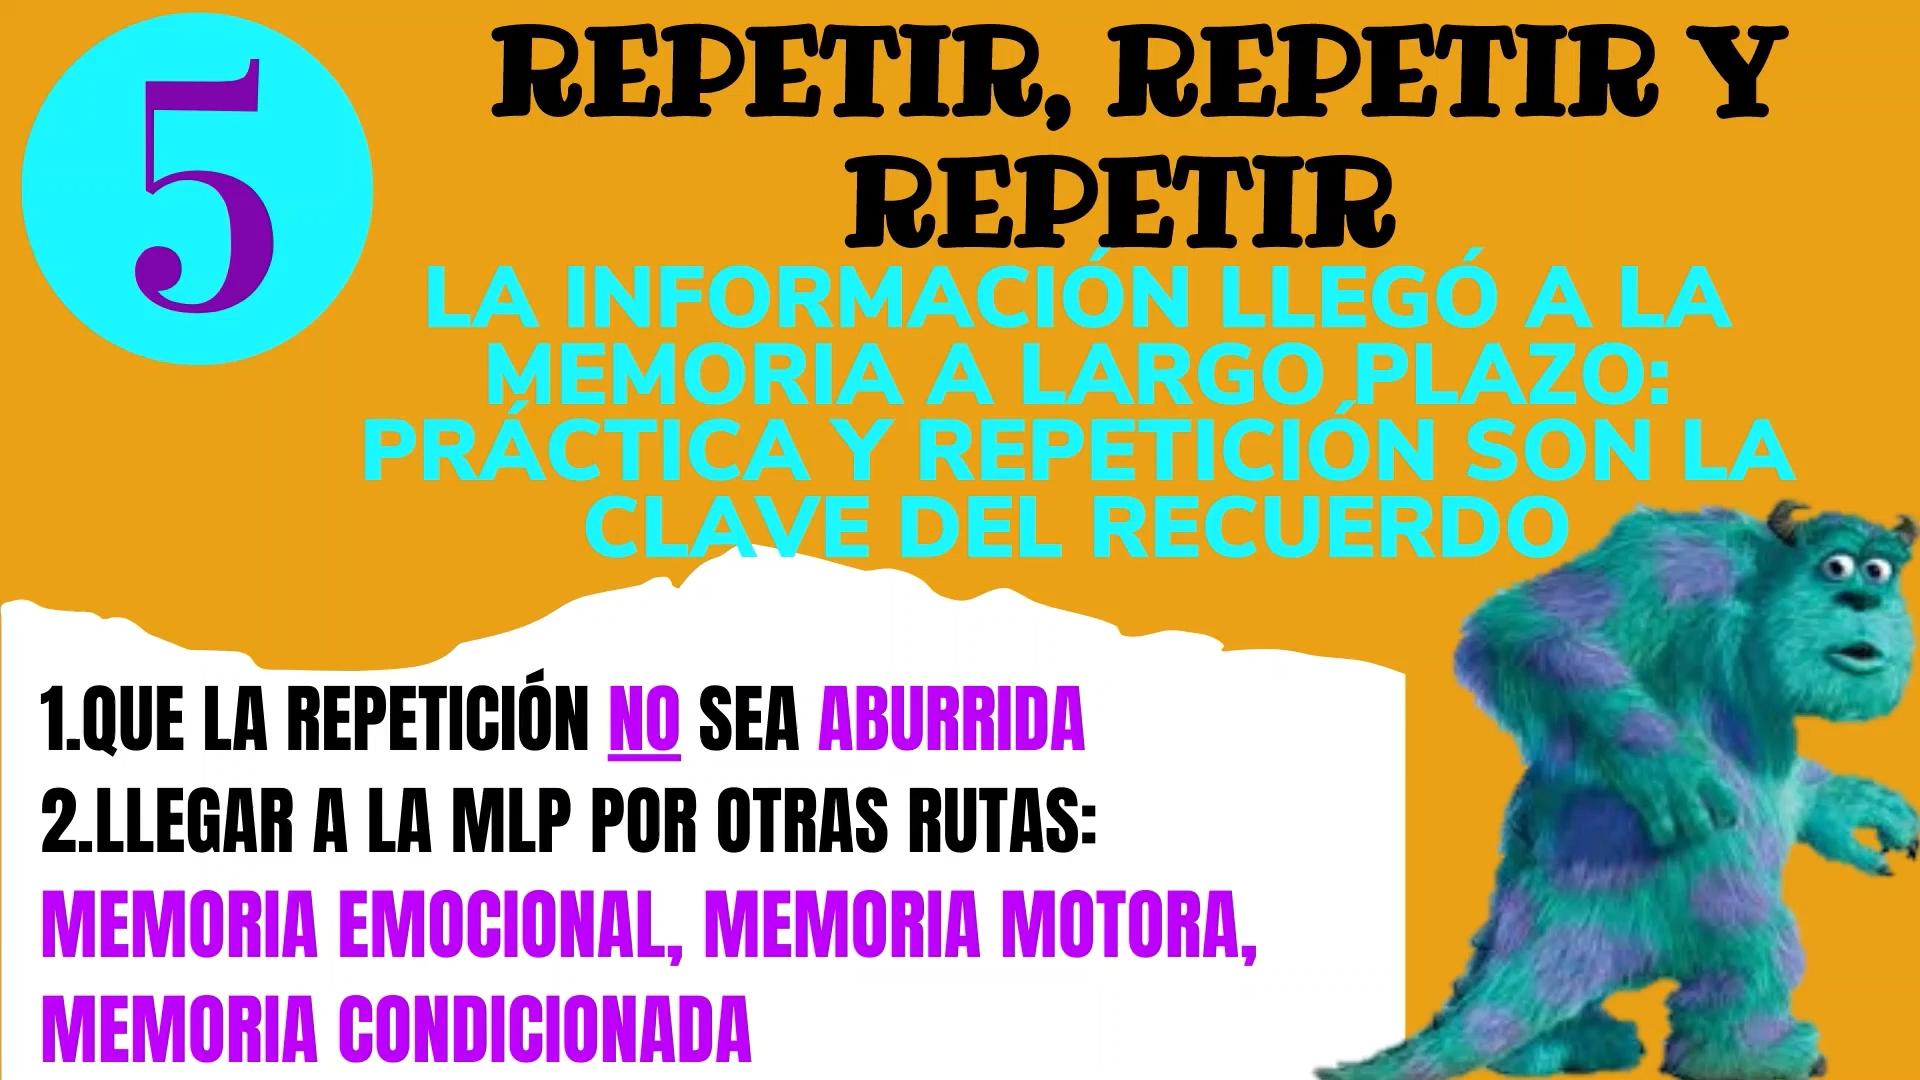 5
REPETIR, REPETIR Y
REPETIR
LA INFORMACIÓN LLEGÓ A LA
MEMORIA A LARGO PLAZO:
PRÁCTICA Y REPETICIÓN SON LA
CLAVE DEL RECUERDO
1.QUE LA REPETICIÓN NO SEA ABURRIDA
2.LLEGAR A LA MLP POR OTRAS RUTAS:
MEMORIA EMOCIONAL, MEMORIA MOTORA,
MEMORIA CONDICIONADA